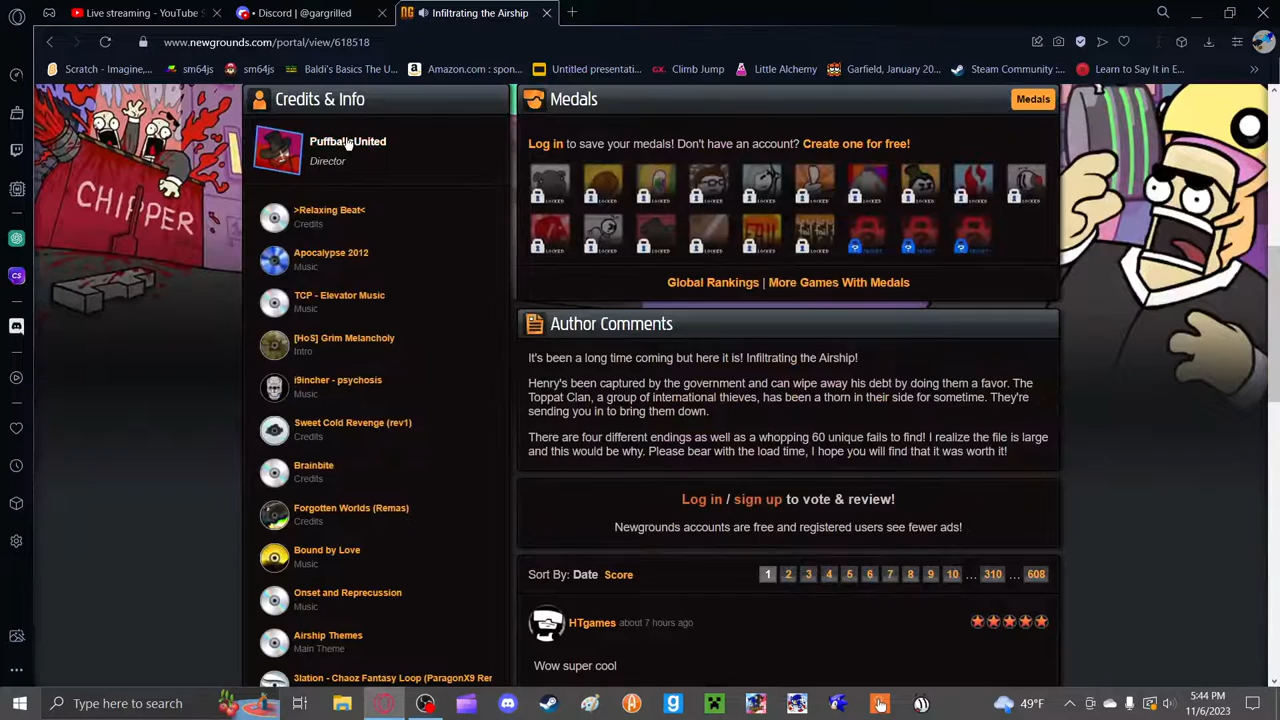 Live streaming - YouTube S
Discord | @gargrilled
NG
Infiltrating the Airship
www.newgrounds.com/portal/view/618518
Scratch - Imagine,...
sm64js
sm64js
Baldi's Basics The U...
Amazon.com : spon...
Untitled presentatio...
GX.
Climb Jump
Little Alchemy
Garfield, January 20...
Steam Community :...
Learn to Say It in E...
Credits & Info
PuffballsUnited
Director
>Relaxing Beat<
Credits
Apocalypse 2012
Music
TCP - Elevator Music
Music
[HoS] Grim Melancholy
Intro
i9incher - psychosis
Music
Sweet Cold Revenge (rev1)
Credits
Brainbite
Credits
Forgotten Worlds (Remas)
Credits
Bound by Love
Music
Onset and Reprecussion
Music
Airship Themes
Main Theme
3lation - Chaoz Fantasy Loop (ParagonX9 Rer
Medals
Medals
Log in to save your medals! Don't have an account? Create one for free!
Global Rankings | More Games With Medals
Author Comments
It's been a long time coming but here it is! Infiltrating the Airship!
Henry's been captured by the government and can wipe away his debt by doing them a favor. The
Toppat Clan, a group of international thieves, has been a thorn in their side for sometime. They're
sending you in to bring them down.
There are four different endings as well as a whopping 60 unique fails to find! I realize the file is large
and this would be why. Please bear with the load time, I hope you will find that it was worth it!
Log in / sign up to vote & review!
Newgrounds accounts are free and registered users see fewer ads!
Sort By: Date Score
1 2 3 4 5 6 7 8 9 10 ... 310 ... 608
HTgames about 7 hours ago
Wow super cool
CHIPPER
Type here to search
49°F
5:44 PM
11/6/2023